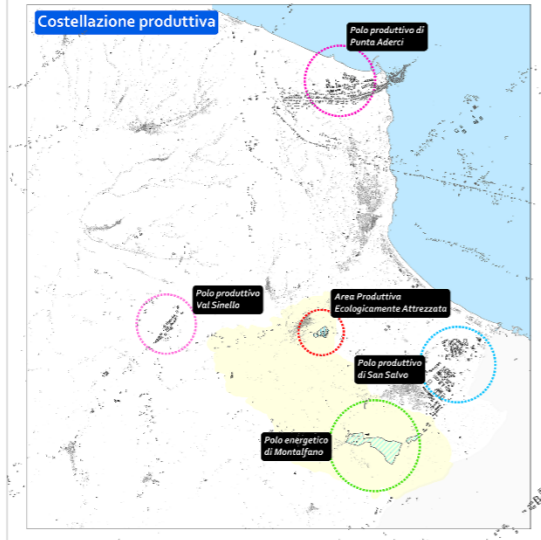 Costellazione produttiva
Polo produttivo di
Punta Aderci
Polo produttivo
Val Sinello
Area Produttiva
Ecologicamente Attrezzata
Polo produttivo
di San Salvo
Polo energetico
di Montalfano